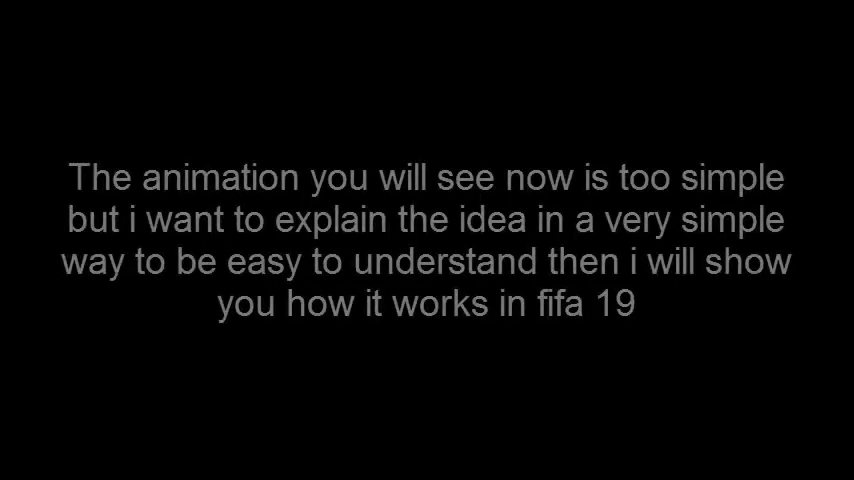 The animation you will see now is too simple
but i want to explain the idea in a very simple
way to be easy to understand then i will show
you how it works in fifa 19